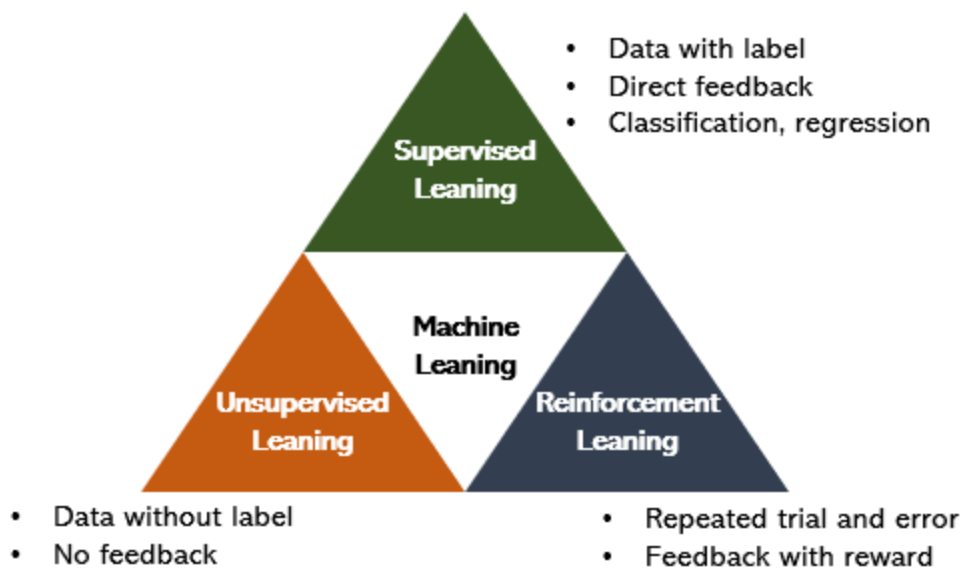 • Data with label
• Direct feedback
• Classification, regression
Supervised
Leaning
Machine
Leaning
Unsupervised
Leaning
Reinforcement
Leaning
• Data without label
• No feedback
• Repeated trial and error
• Feedback with reward